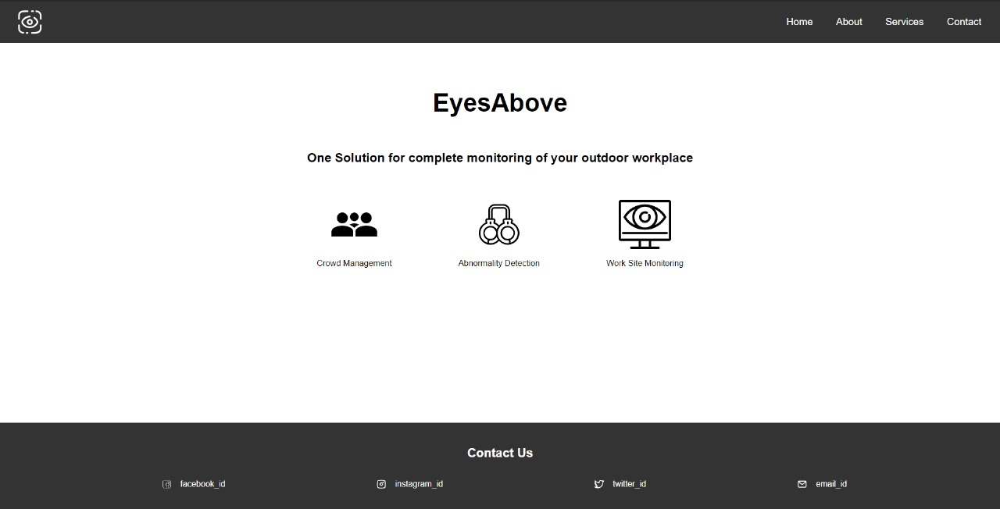 Home About Services Contact
EyesAbove
One Solution for complete monitoring of your outdoor workplace
Crowd Management Abnormality Detection Work Site Monitoring
Contact Us
facebook_id instagram_id twitter_id email_id